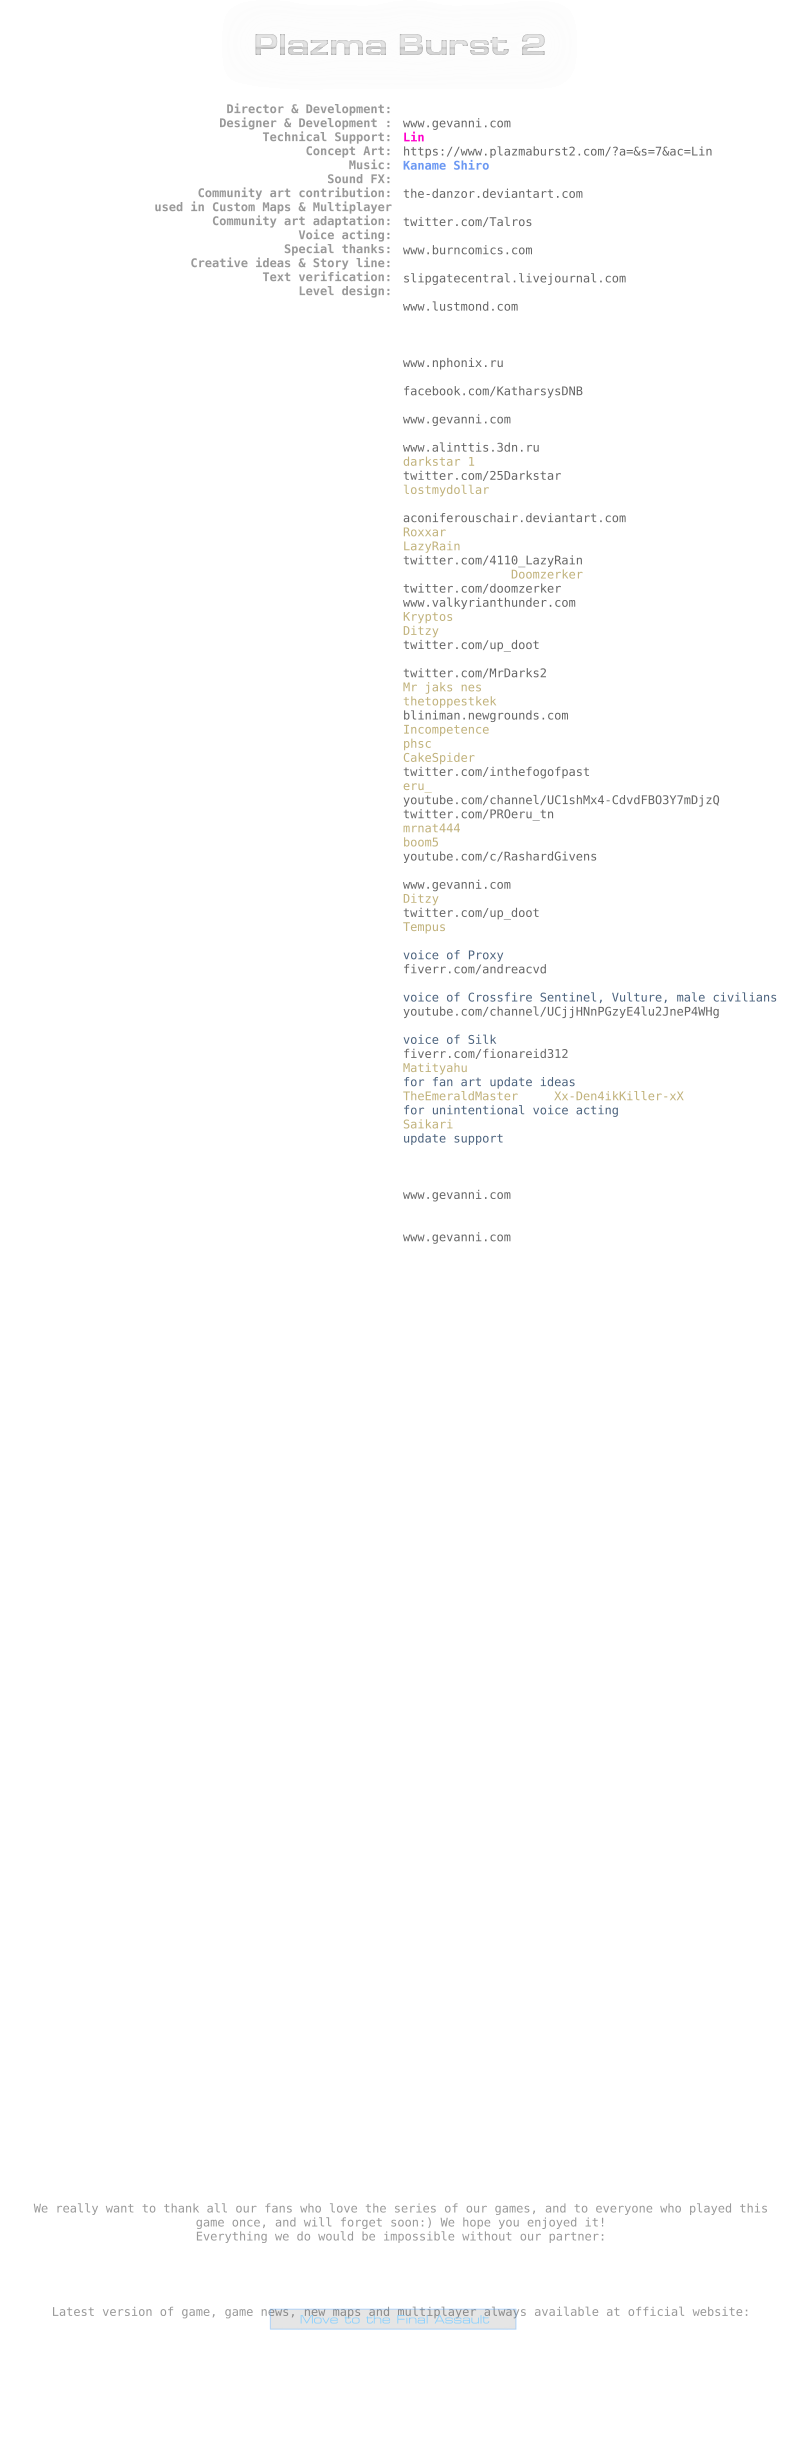 Plazma Burst 2
Director & Development:
Designer & Development :
Technical Support:
Concept Art:
Music:
Sound FX:
Community art contribution:
used in Custom Maps & Multiplayer
Community art adaptation:
Voice acting:
Special thanks:
Creative ideas & Story line:
Text verification:
Level design:
www.gevanni.com
Lin
https://www.plazmaburst2.com/?a=&s=7&ac=Lin
Kaname Shiro
the-danzor.deviantart.com
twitter.com/Talros
www.burncomics.com
slipgatecentral.livejournal.com
www.lustmond.com
www.nphonix.ru
facebook.com/KatharsysDNB
www.gevanni.com
www.alinttis.3dn.ru
darkstar 1
twitter.com/25Darkstar
lostmydollar
aconiferouschair.deviantart.com
Roxxar
LazyRain
twitter.com/4110_LazyRain
Doomzerker
twitter.com/doomzerker
www.valkyrianthunder.com
Kryptos
Ditzy
twitter.com/up_doot
twitter.com/MrDarks2
Mr jaks nes
thetoppestkek
bliniman.newgrounds.com
Incompetence
phsc
CakeSpider
twitter.com/inthefogofpast
eru_
youtube.com/channel/UC1shMx4-CdvdFBO3Y7mDjzQ
twitter.com/PROeru_tn
mrnat444
boom5
youtube.com/c/RashardGivens
www.gevanni.com
Ditzy
twitter.com/up_doot
Tempus
voice of Proxy
fiverr.com/andreacvd
voice of Crossfire Sentinel, Vulture, male civilians
youtube.com/channel/UCjjHNnPGzyE4lu2JneP4WHg
voice of Silk
fiverr.com/fionareid312
Matityahu
for fan art update ideas
TheEmeraldMaster Xx-Den4ikKiller-xX
for unintentional voice acting
Saikari
update support
www.gevanni.com
www.gevanni.com
We really want to thank all our fans who love the series of our games, and to everyone who played this
game once, and will forget soon:) We hope you enjoyed it!
Everything we do would be impossible without our partner:
Latest version of game, game news, new maps and multiplayer always available at official website:
Move to the Final Assault